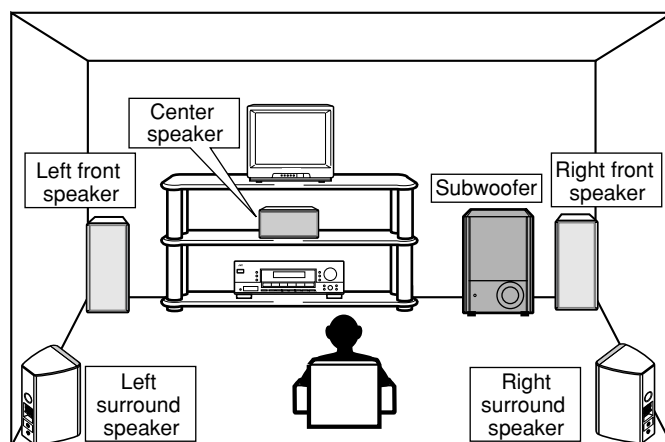 Center
speaker
Left front
speaker
Subwoofer
Right front
speaker
Left
surround
speaker
Right
surround
speaker